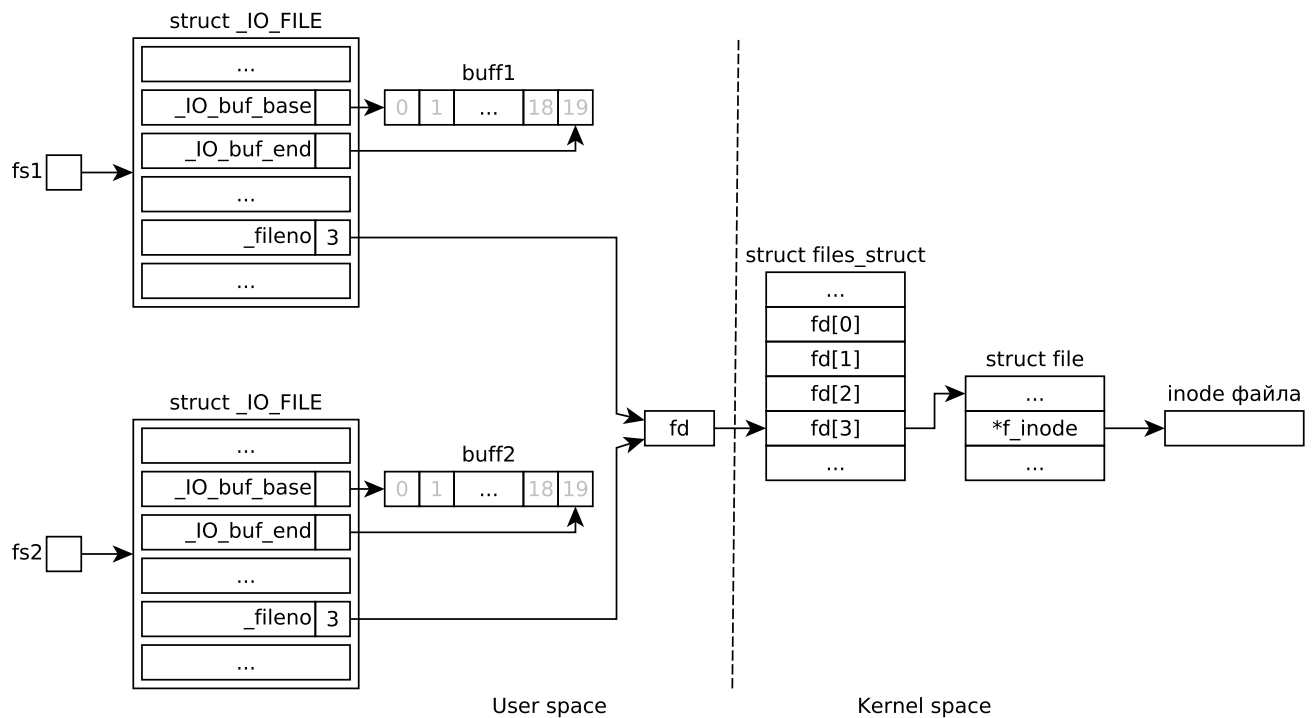 struct _IO_FILE
...
_IO_buf_base
buff1
0 1 ... 18 19
_IO_buf_end
fs1
...
_fileno 3
...
struct _IO_FILE
...
_IO_buf_base
buff2
0 1 ... 18 19
_IO_buf_end
fs2
...
_fileno 3
...
fd
struct files_struct
...
fd[0]
fd[1]
fd[2]
fd[3]
...
struct file
...
*f_inode
...
inode файла
User space
Kernel space